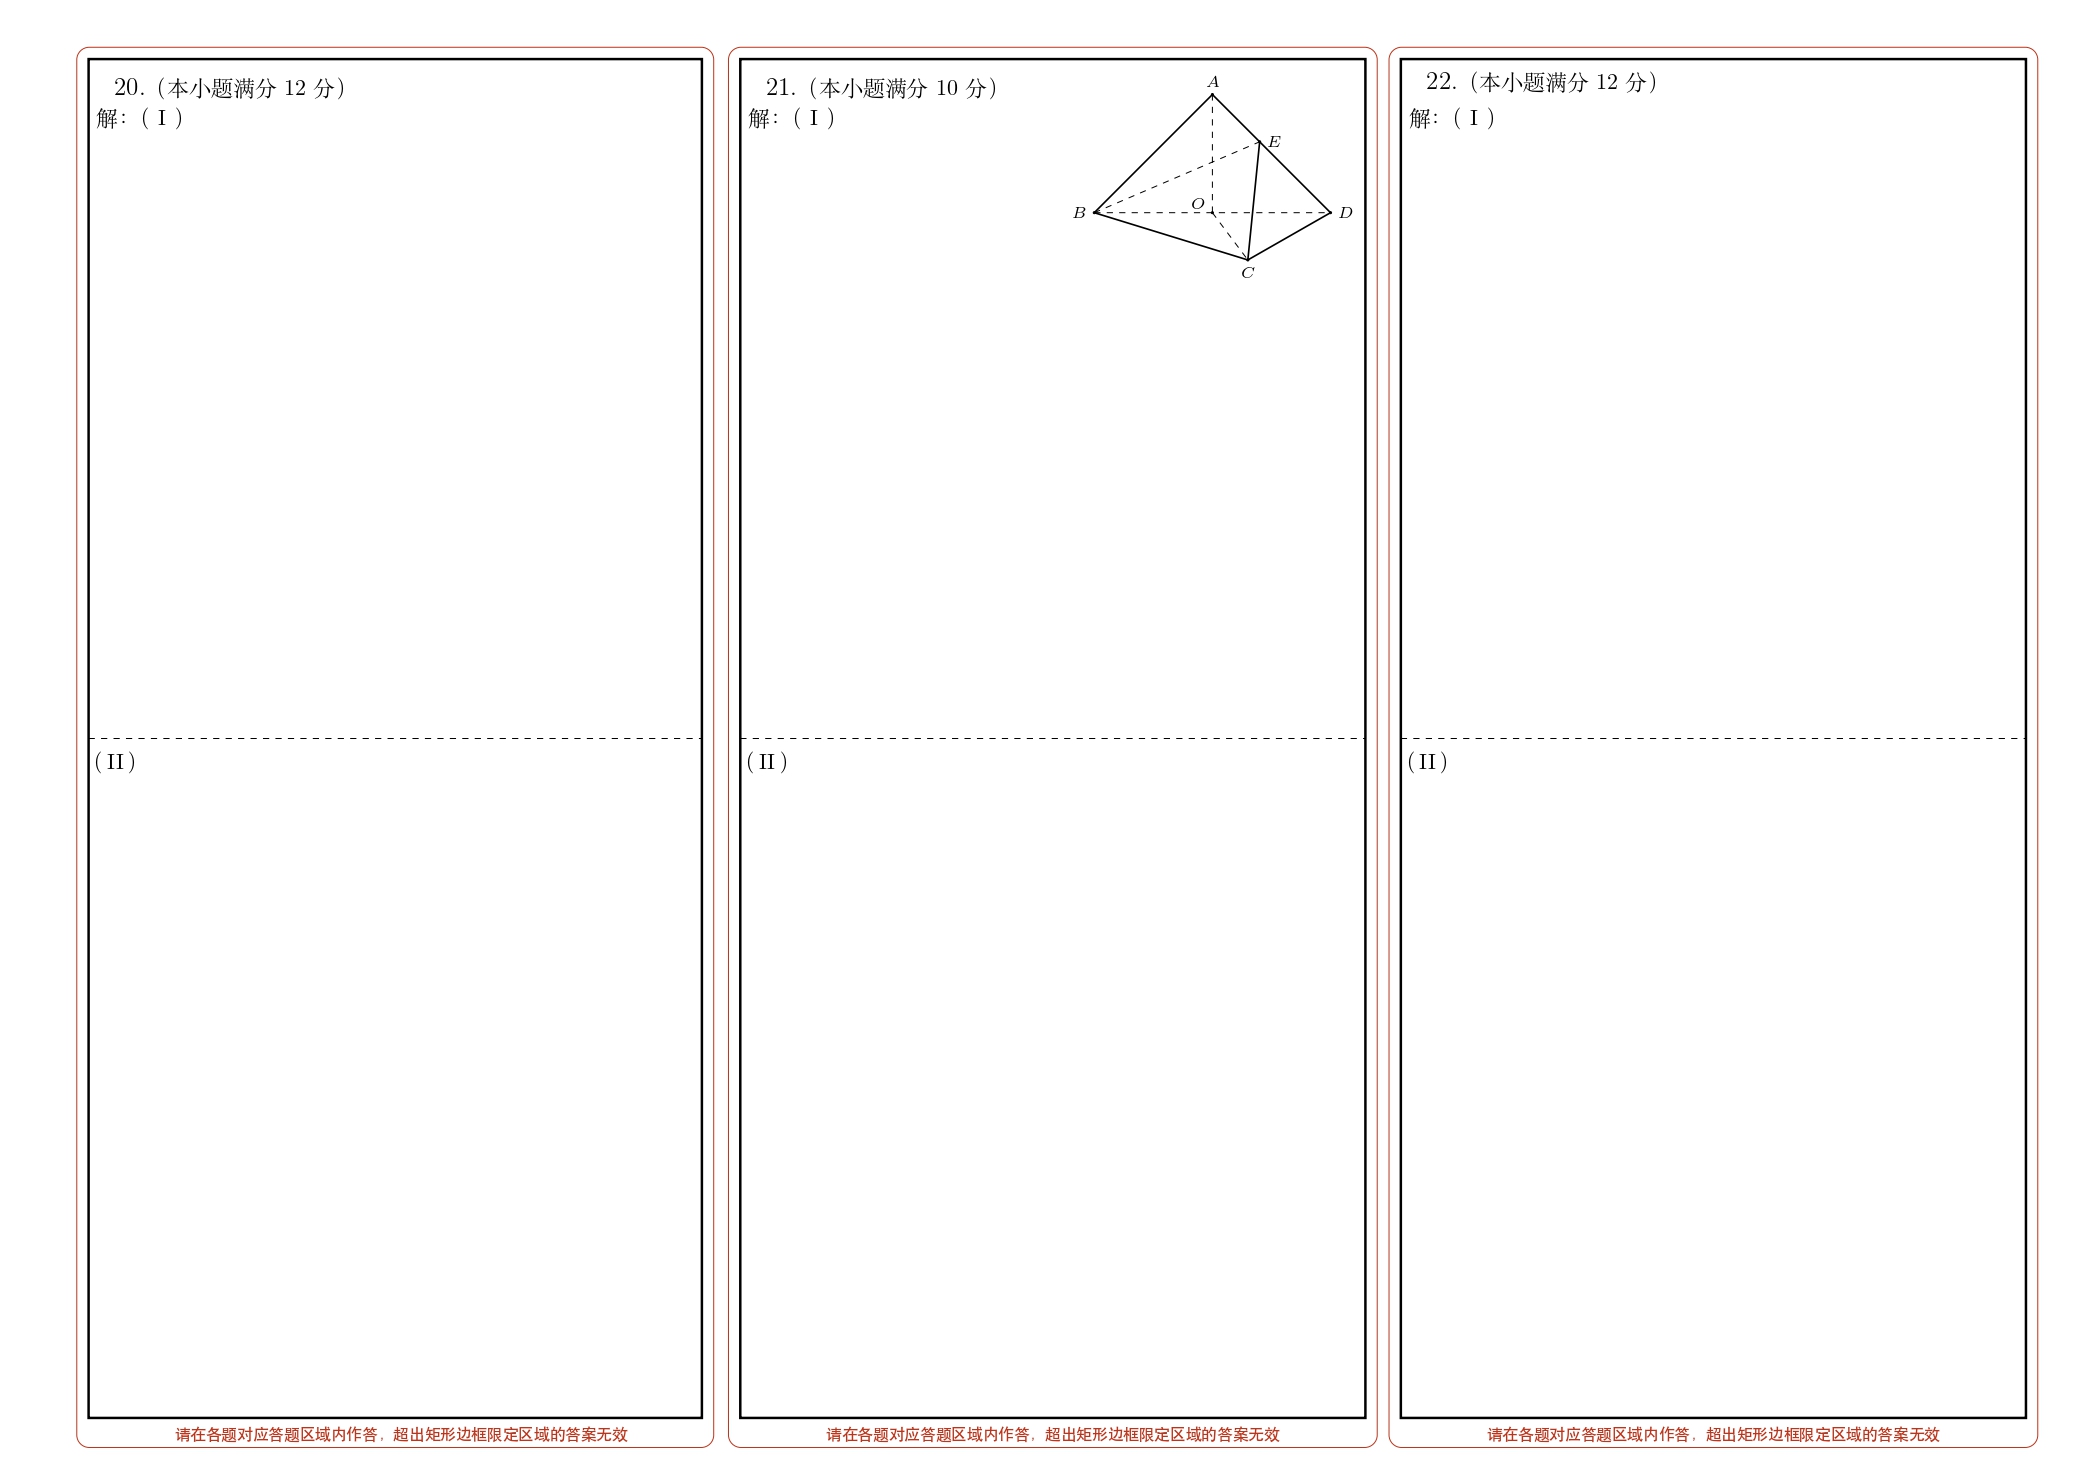 20.（本小题满分 12 分）
解：( I )
(II)
请在各题对应答题区域内作答，超出矩形边框限定区域的答案无效
21.（本小题满分 10 分）
解：( I )
A
E
B
O
D
C
(II)
请在各题对应答题区域内作答，超出矩形边框限定区域的答案无效
22.（本小题满分 12 分）
解：( I )
(II)
请在各题对应答题区域内作答，超出矩形边框限定区域的答案无效